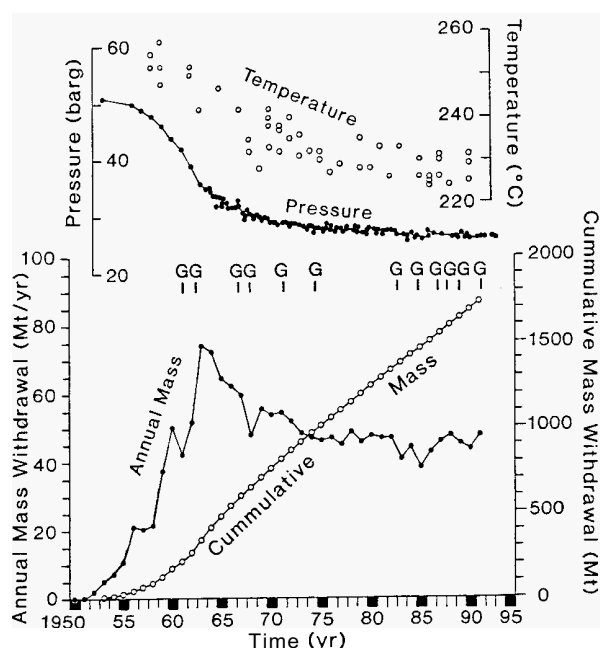 60
40
20
Pressure (barg)
260
240
220
Temperature (°C)
Temperature
Pressure
G G G G G G G G G G G G
100
80
60
40
20
0
Annual Mass Withdrawal (Mt/yr)
2000
1500
1000
500
0
Cummulative Mass Withdrawal (Mt)
Annual Mass
Cummulative Mass
1950 55 60 65 70 75 80 85 90 95
Time (yr)